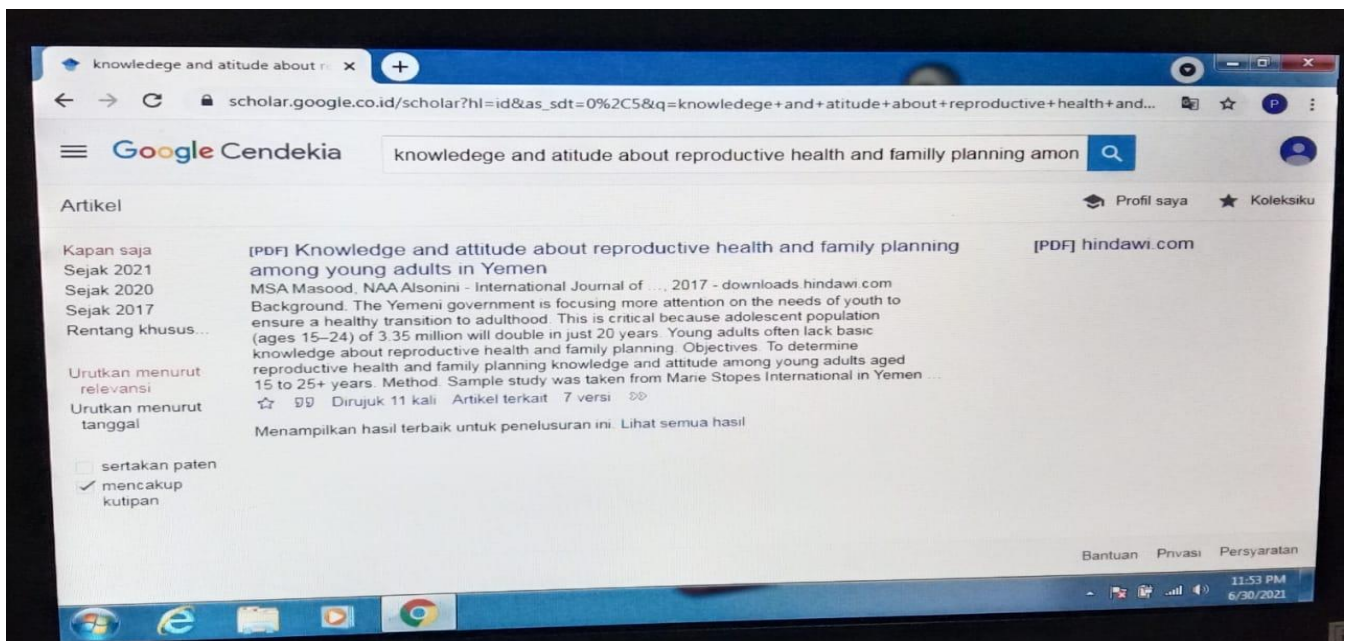 knowledege and atitude about r
scholar.google.co.id/scholar?hl=id&as_sdt=0%2C5&q=knowledege+and+atitude+about+reproductive+health+and...
P
Google Cendekia
knowledege and atitude about reproductive health and familly planning amon
Artikel
Profil saya
Koleksiku
Kapan saja
Sejak 2021
Sejak 2020
Sejak 2017
Rentang khusus...
Urutkan menurut
relevansi
Urutkan menurut
tanggal
sertakan paten
mencakup
kutipan
[PDF] Knowledge and attitude about reproductive health and family planning
among young adults in Yemen
MSA Masood, NAA Alsonini - International Journal of ..., 2017 - downloads.hindawi.com
Background. The Yemeni government is focusing more attention on the needs of youth to
ensure a healthy transition to adulthood. This is critical because adolescent population
(ages 15–24) of 3.35 million will double in just 20 years. Young adults often lack basic
knowledge about reproductive health and family planning. Objectives. To determine
reproductive health and family planning knowledge and attitude among young adults aged
15 to 25+ years. Method. Sample study was taken from Marie Stopes International in Yemen ...
Dirujuk 11 kali Artikel terkait 7 versi
Menampilkan hasil terbaik untuk penelusuran ini. Lihat semua hasil
[PDF] hindawi.com
Bantuan Privasi Persyaratan
11:53 PM
6/30/2021